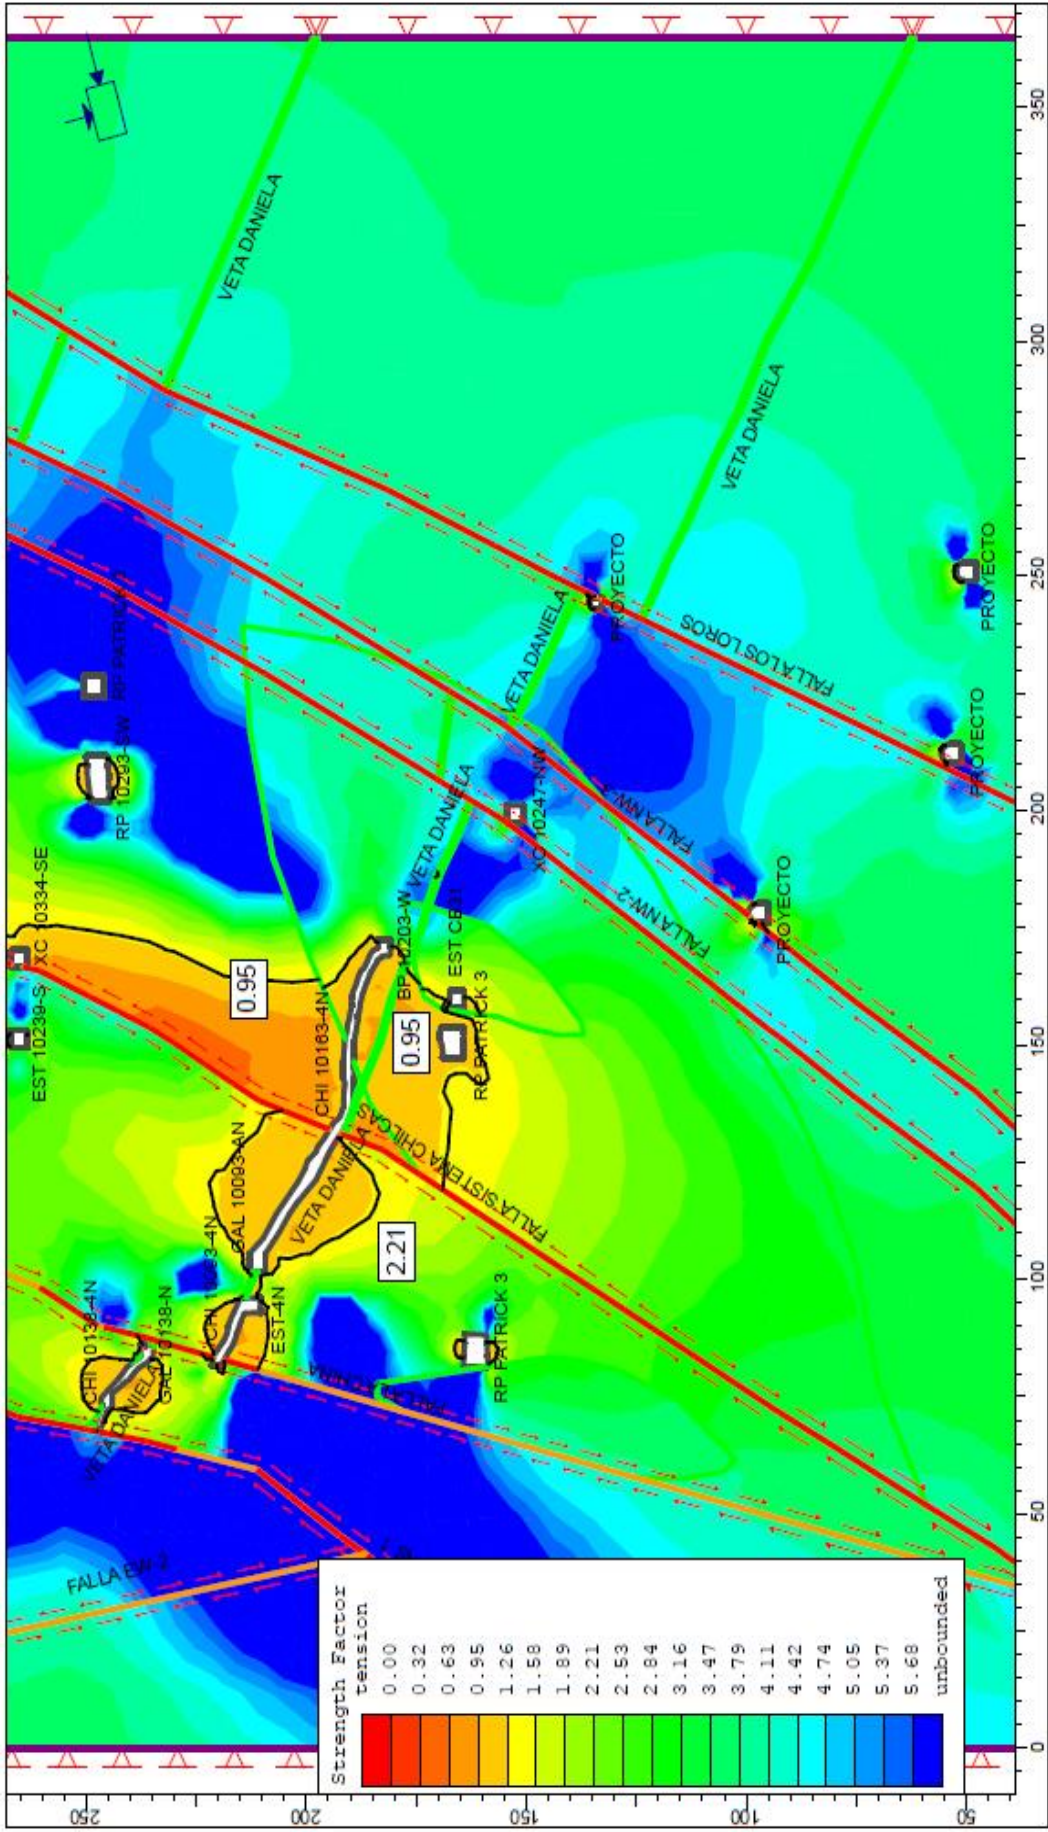 Strength Factor
tension
0.00
0.32
0.63
0.95
1.26
1.58
1.89
2.21
2.53
2.84
3.16
3.47
3.79
4.11
4.42
4.74
5.05
5.37
5.68
unbounded
FALLA EW-2
VETA DANIELA
CHI 10138-4N
GAL 10138-N
EST-4N
GAL 10093-AN
VETA DANIELA
RP PATRICK 3
2.21
FALLA SISTEMA CHILCAS
CHI 10163-4N
EST 10239-S
XC 10334-SE
0.95
0.95
BP 10203-W
EST CB31
RP PATRICK 3
RP 10293-SW
RP PATRICK 3
VETA DANIELA
XC 10247-NW
VETA DANIELA
FALLA NW-2
FALLA NW-3
FALLA LOS LOROS
PROYECTO
PROYECTO
PROYECTO
PROYECTO
VETA DANIELA
VETA DANIELA
250
200
150
100
50
0
50
100
150
200
250
300
350